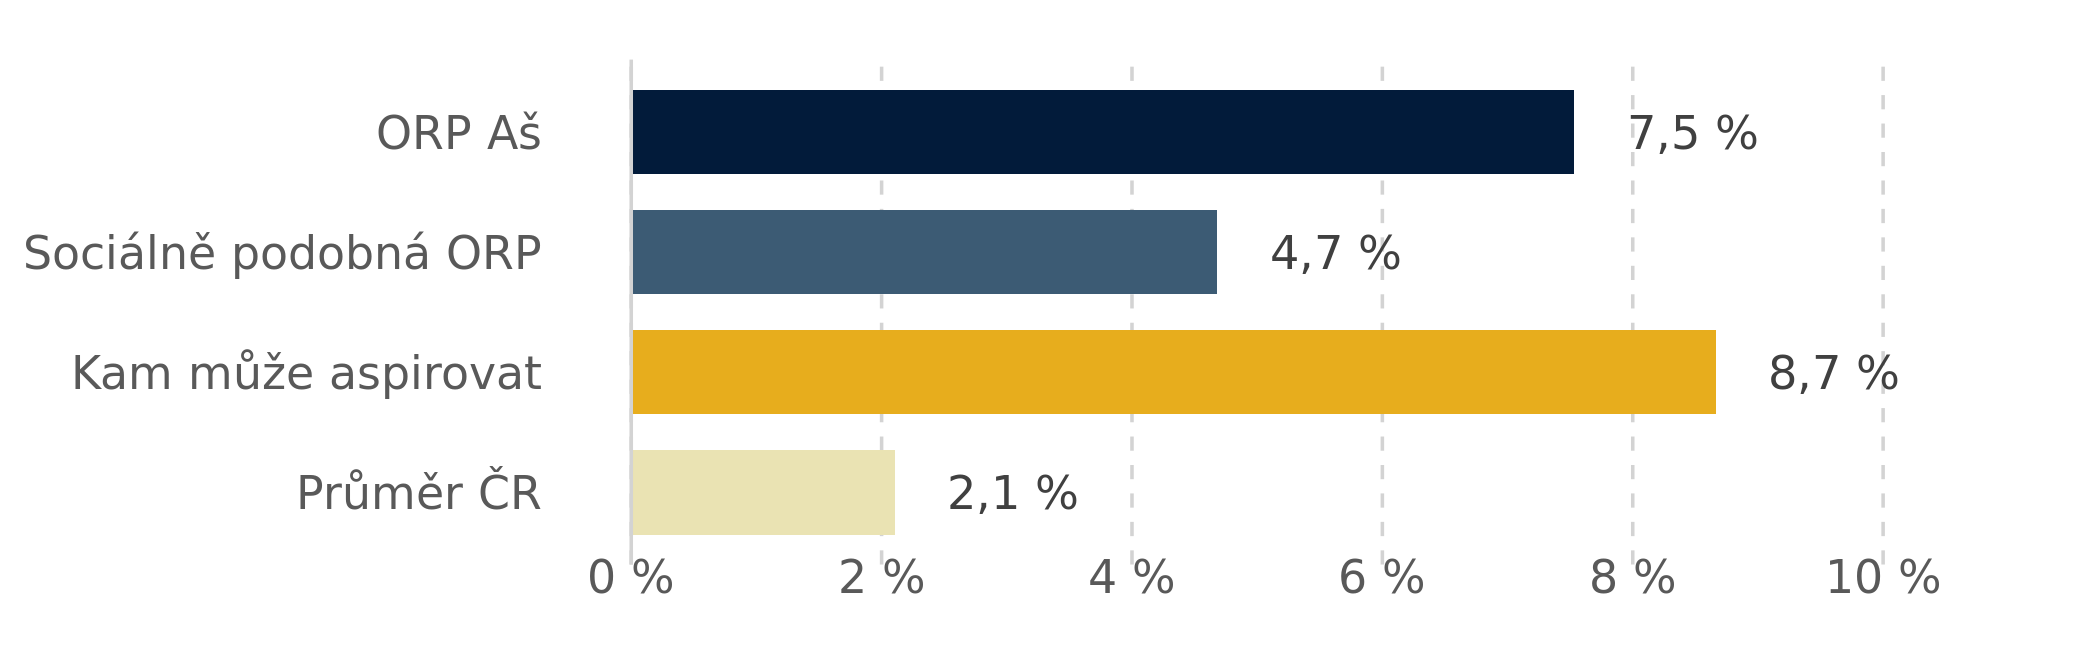 ORP Aš 7,5 %
Sociálně podobná ORP 4,7 %
Kam může aspirovat 8,7 %
Průměr ČR 2,1 %
0 % 2 % 4 % 6 % 8 % 10 %